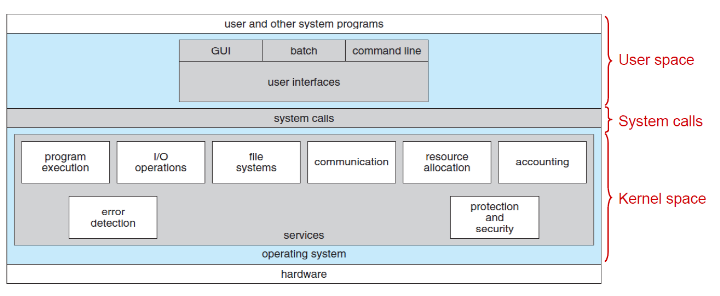 user and other system programs
GUI
batch
command line
user interfaces
User space
system calls
System calls
program
execution
I/O
operations
file
systems
communication
resource
allocation
accounting
error
detection
protection
and
security
services
Kernel space
operating system
hardware